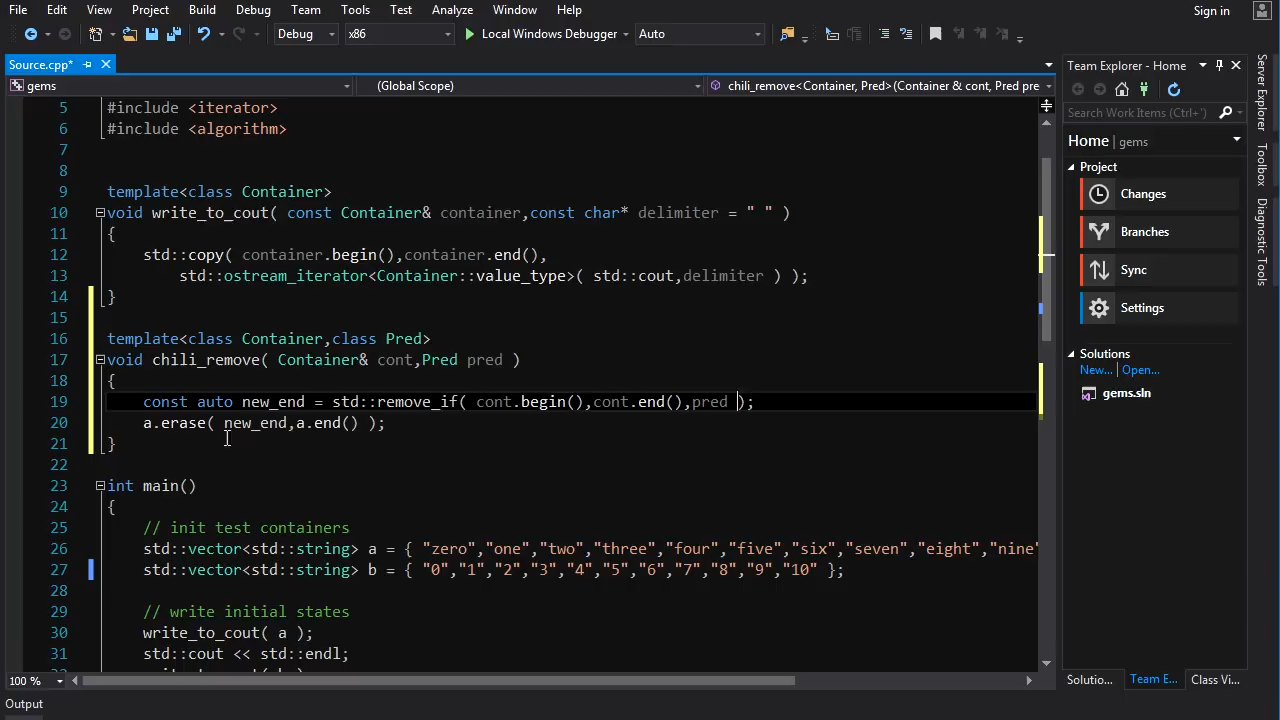 File Edit View Project Build Debug Team Tools Test Analyze Window Help Sign in
Debug x86 Local Windows Debugger Auto
Source.cpp* Team Explorer - Home
gems (Global Scope) chili_remove<Container, Pred>(Container & cont, Pred pre
Search Work Items (Ctrl+')
Home | gems
Project
Changes
Branches
Sync
Settings
Solutions
New... | Open...
gems.sln
5 #include <iterator>
6 #include <algorithm>
7
8
9 template<class Container>
10 void write_to_cout( const Container& container,const char* delimiter = " " )
11 {
12 std::copy( container.begin(),container.end(),
13 std::ostream_iterator<Container::value_type>( std::cout,delimiter ) );
14 }
15
16 template<class Container,class Pred>
17 void chili_remove( Container& cont,Pred pred )
18 {
19 const auto new_end = std::remove_if( cont.begin(),cont.end(),pred );
20 a.erase( new_end,a.end() );
21 }
22
23 int main()
24 {
25 // init test containers
26 std::vector<std::string> a = { "zero","one","two","three","four","five","six","seven","eight","nine"
27 std::vector<std::string> b = { "0","1","2","3","4","5","6","7","8","9","10" };
28
29 // write initial states
30 write_to_cout( a );
31 std::cout << std::endl;
100 %
Output
Solutio... Team E... Class Vi...
Server Explorer
Toolbox
Diagnostic Tools